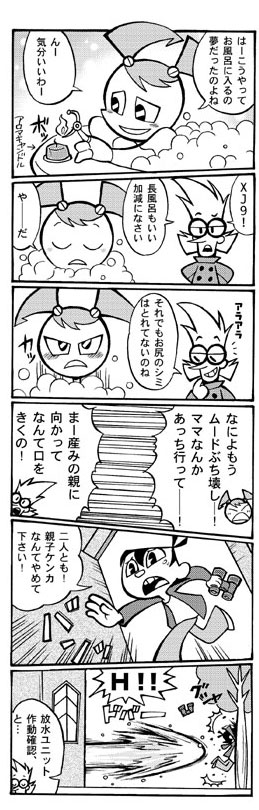 はーこうやって
お風呂に入るの
夢だったのよね
んー
気分いいわー
ボッ
アロマキャンドル→
XJ9!
長風呂もいい
加減になさい
やーーだ
アラアラ
それでもお尻のシミ
はとれてないのね
なによもう
ムードぶち壊しー!
ママなんか
あっち行ってーー
まー産みの親に
向かって
なんて口を
きくの!
二人とも!
親子ケンカ
なんてやめて
下さい!
H!!
グハァ
ドバー
放水ユニット
作動確認、
と…